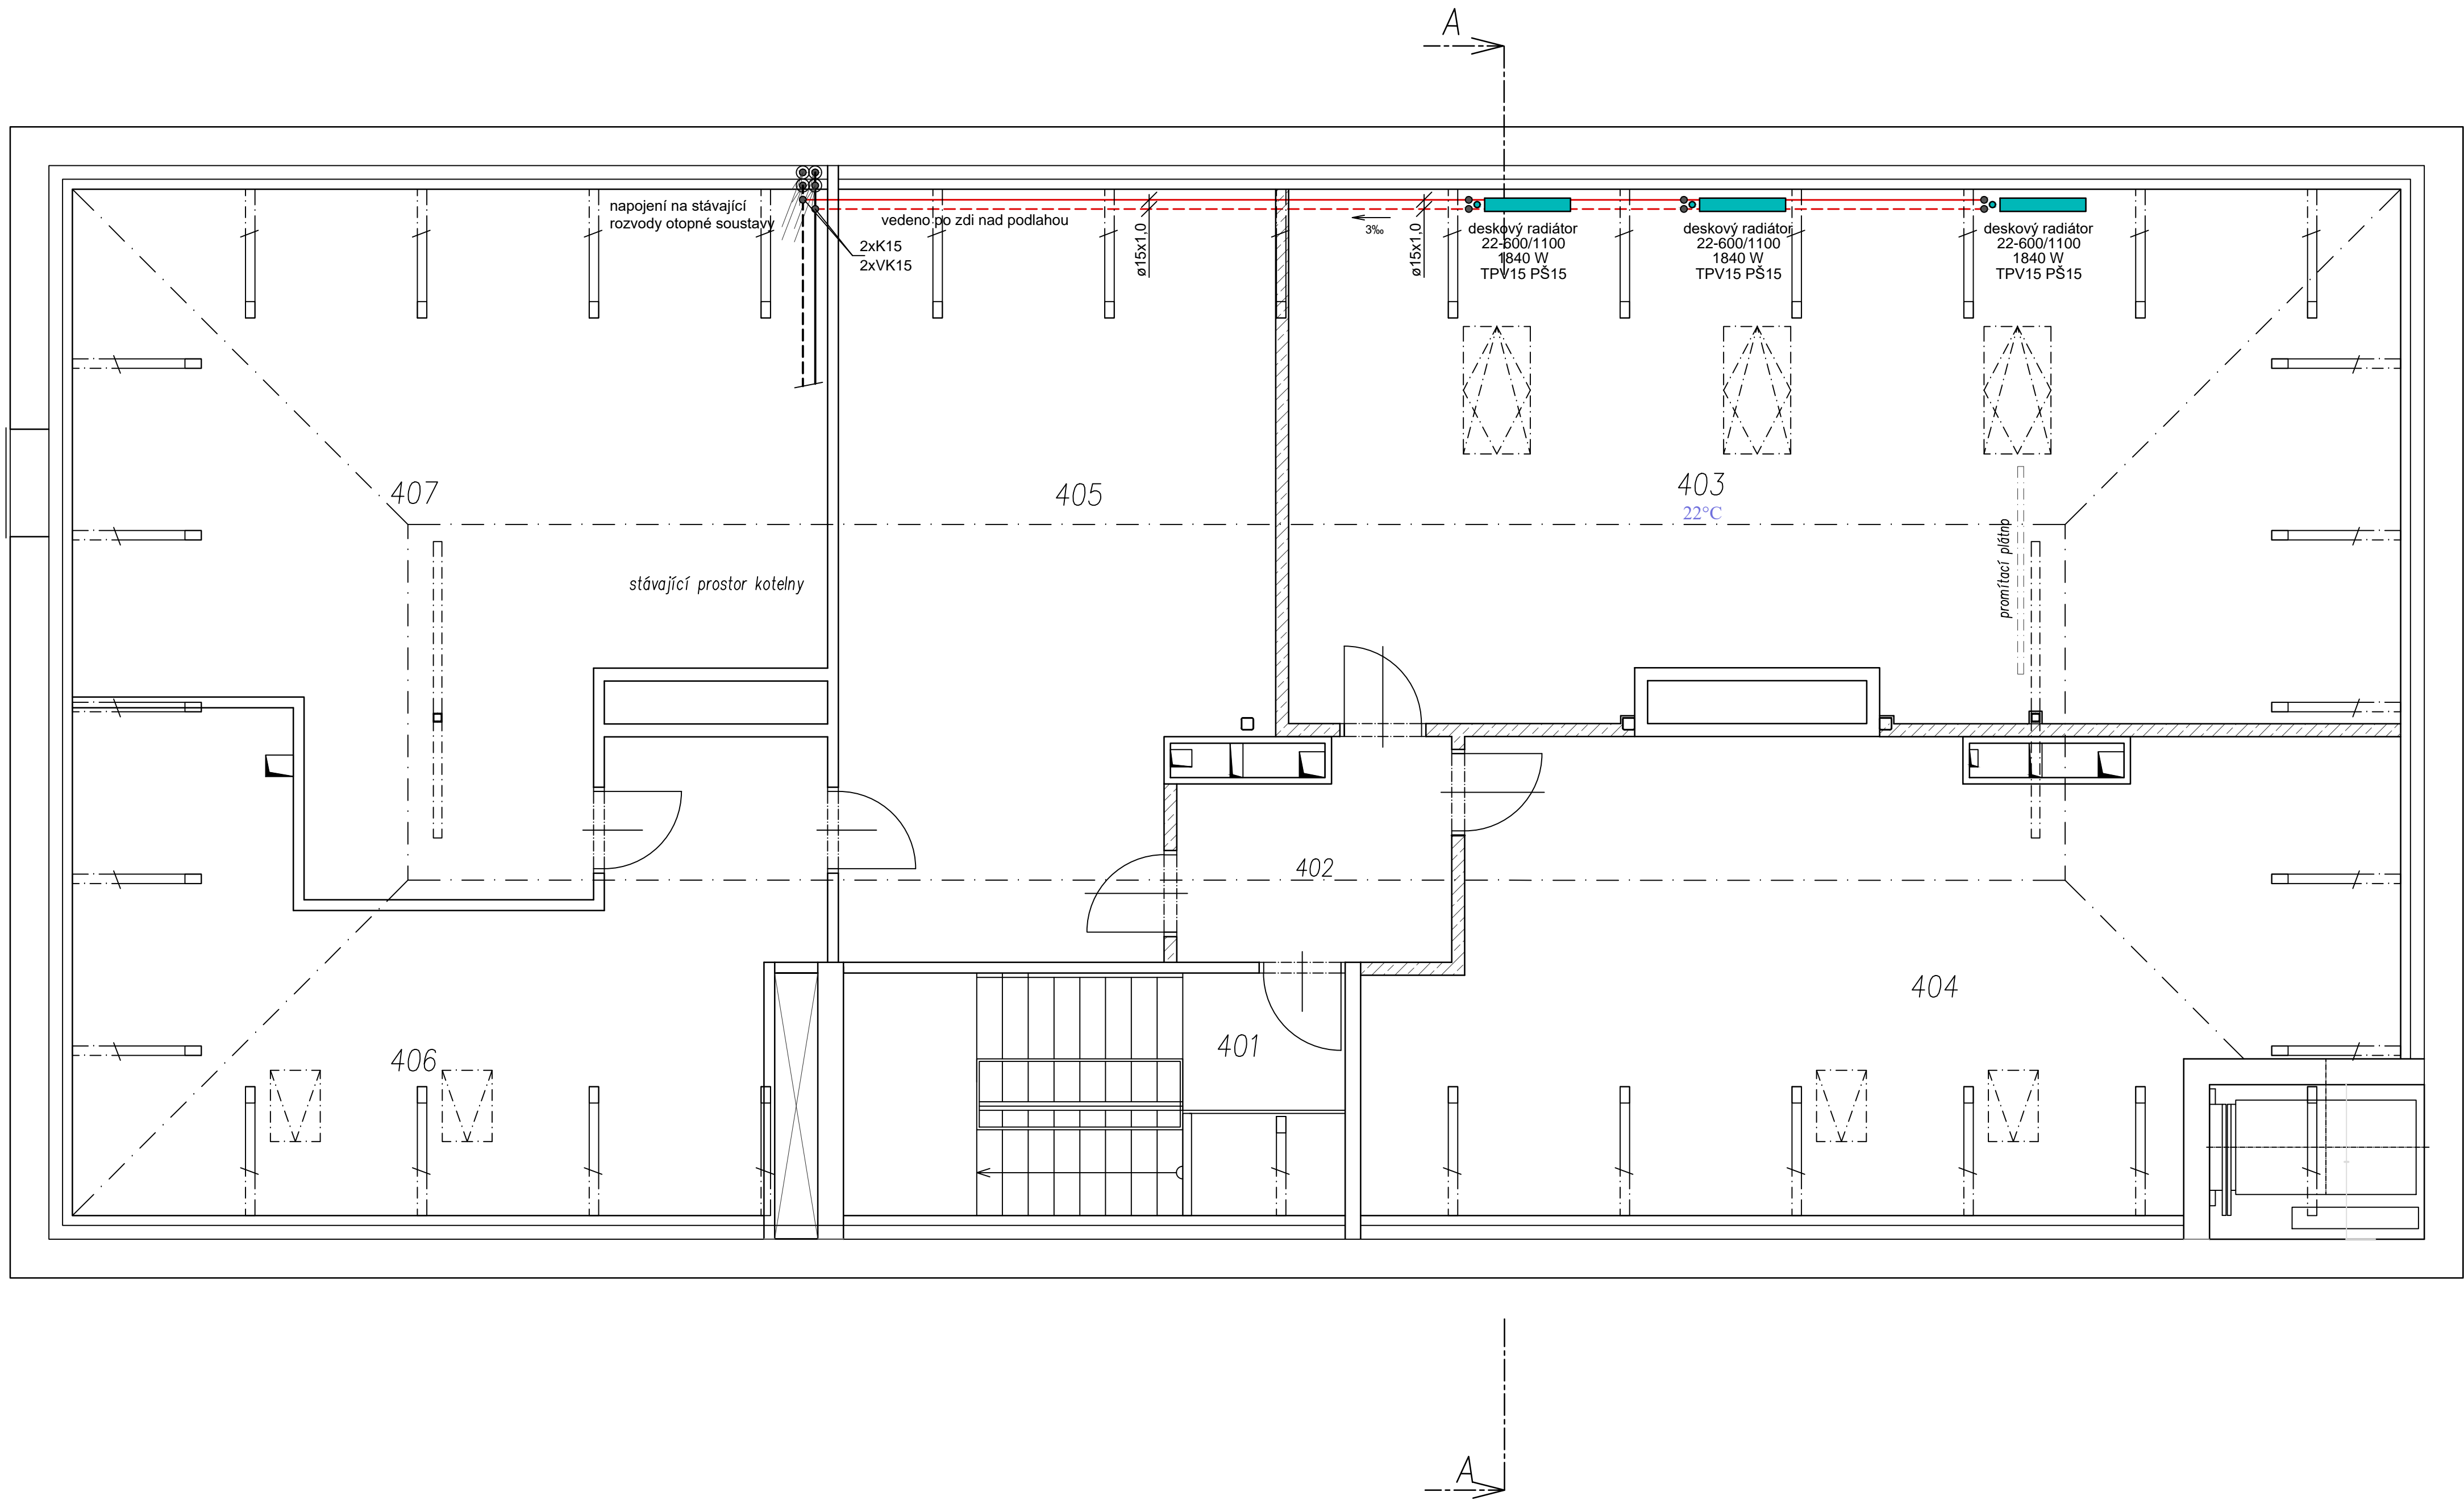 A
napojení na stávající
rozvody otopné soustavy
vedeno po zdi nad podlahou
2xK15
2xVK15
ø15x1,0
3‰
ø15x1,0
deskový radiátor
22-600/1100
1840 W
TPV15 PŠ15
deskový radiátor
22-600/1100
1840 W
TPV15 PŠ15
deskový radiátor
22-600/1100
1840 W
TPV15 PŠ15
407
405
403
22°C
promítací plátno
stávající prostor kotelny
402
404
401
406
A